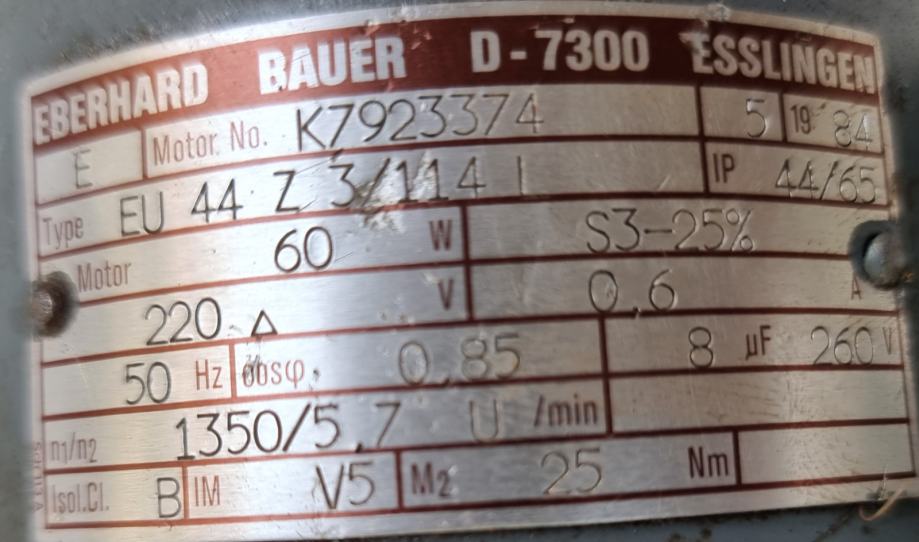 EBERHARD BAUER D-7300 ESSLINGEN
E Motor No. K7923374 5 1984
Type EU 44 Z 3/114 L IP 44/65
Motor 60 W S3-25%
220 Δ V 0,6 A
50 Hz cosφ 0,85 8 µF 260 V
n₁/n₂ 1350/5,7 U /min
Isol.Cl. B IM V5 M₂ 25 Nm